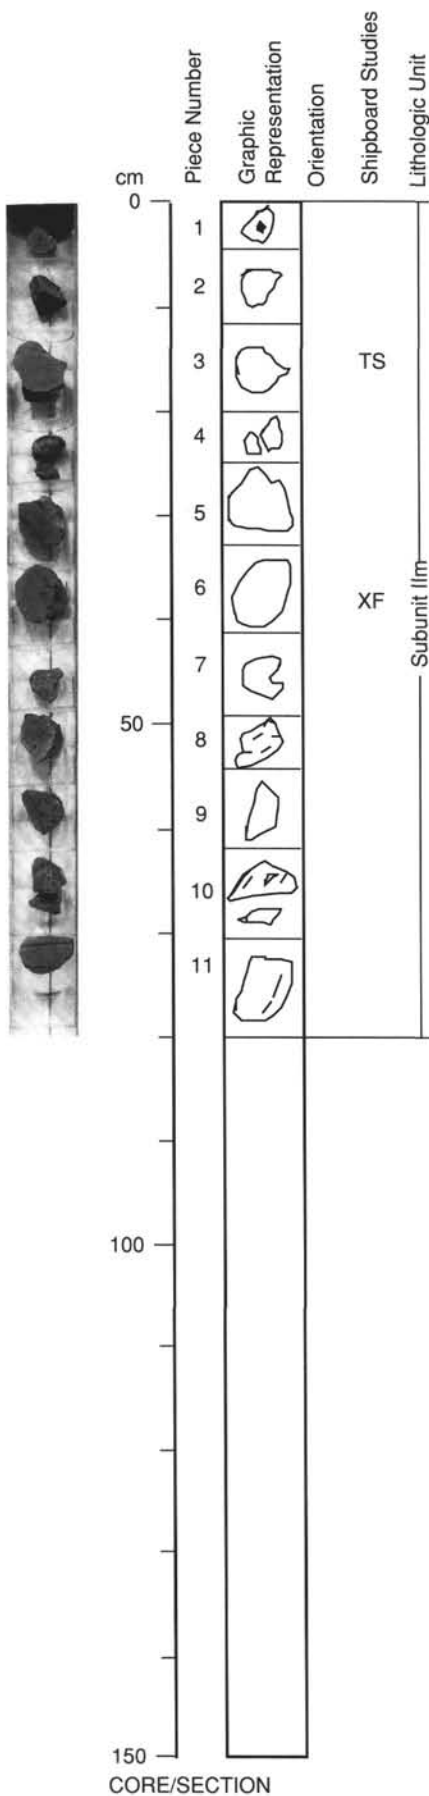 cm
Piece Number
Graphic
Representation
Orientation
Shipboard Studies
Lithologic Unit
0
1
2
3
TS
4
5
6
XF
Subunit IIm
7
50
8
9
10
11
100
150
CORE/SECTION